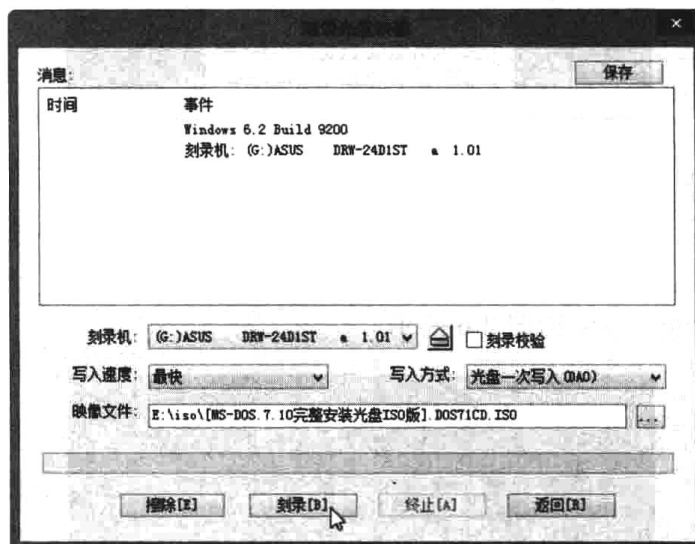 ×
消息:
保存
时间 事件
Windows 6.2 Build 9200
刻录机: (G:)ASUS DRW-24D1ST a 1.01
刻录机: (G:)ASUS DRW-24D1ST a 1.01 刻录校验
写入速度: 最快 写入方式: 光盘一次写入(DAO)
映像文件: E:\iso\[MS-DOS.7.10完整安装光盘ISO版].DOS71CD.ISO ...
擦除[E] 刻录[B] 终止[A] 返回[R]